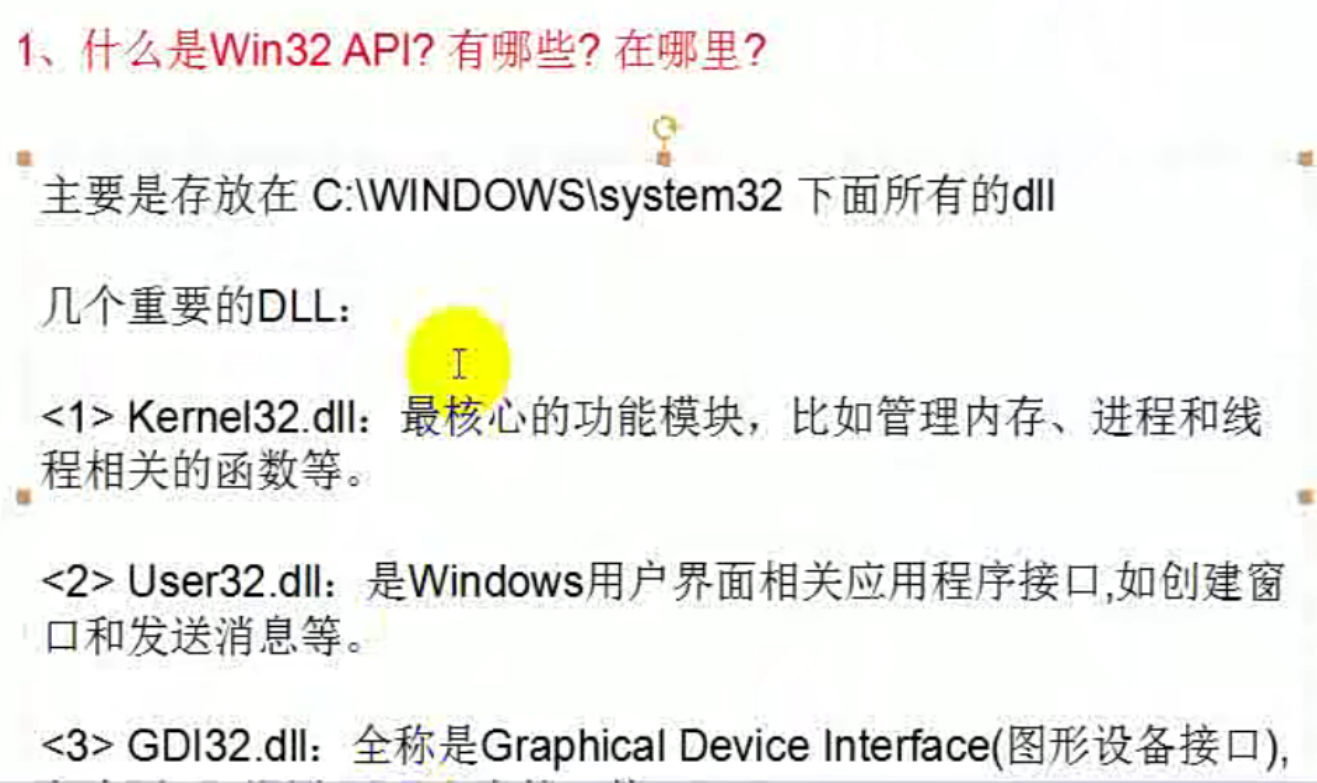 1、什么是Win32 API? 有哪些? 在哪里?
主要是存放在 C:\WINDOWS\system32 下面所有的dll
几个重要的DLL：
<1> Kernel32.dll：最核心的功能模块，比如管理内存、进程和线
程相关的函数等。
<2> User32.dll：是Windows用户界面相关应用程序接口,如创建窗
口和发送消息等。
<3> GDI32.dll：全称是Graphical Device Interface(图形设备接口),